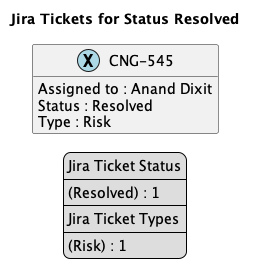 Jira Tickets for Status Resolved
X CNG-545
Assigned to : Anand Dixit
Status : Resolved
Type : Risk
Jira Ticket Status
(Resolved) : 1
Jira Ticket Types
(Risk) : 1